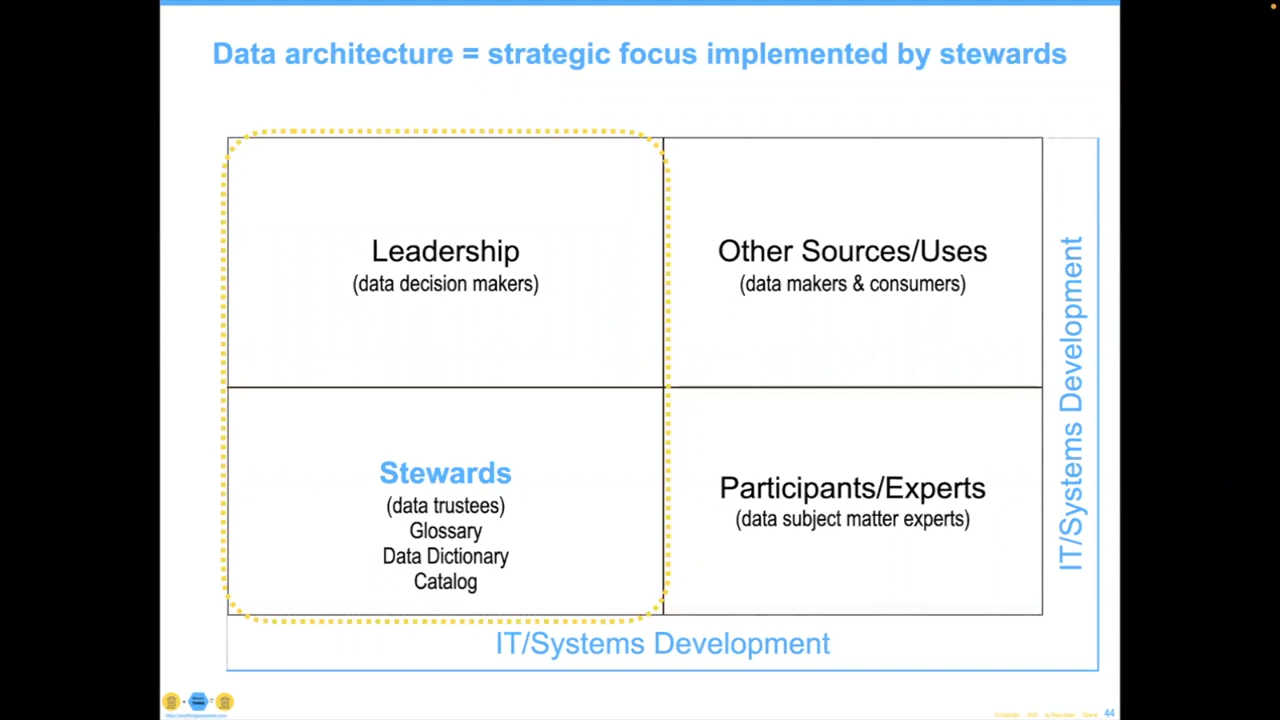 Data architecture = strategic focus implemented by stewards
Leadership
(data decision makers)
Other Sources/Uses
(data makers & consumers)
Stewards
(data trustees)
Glossary
Data Dictionary
Catalog
Participants/Experts
(data subject matter experts)
IT/Systems Development
IT/Systems Development
44